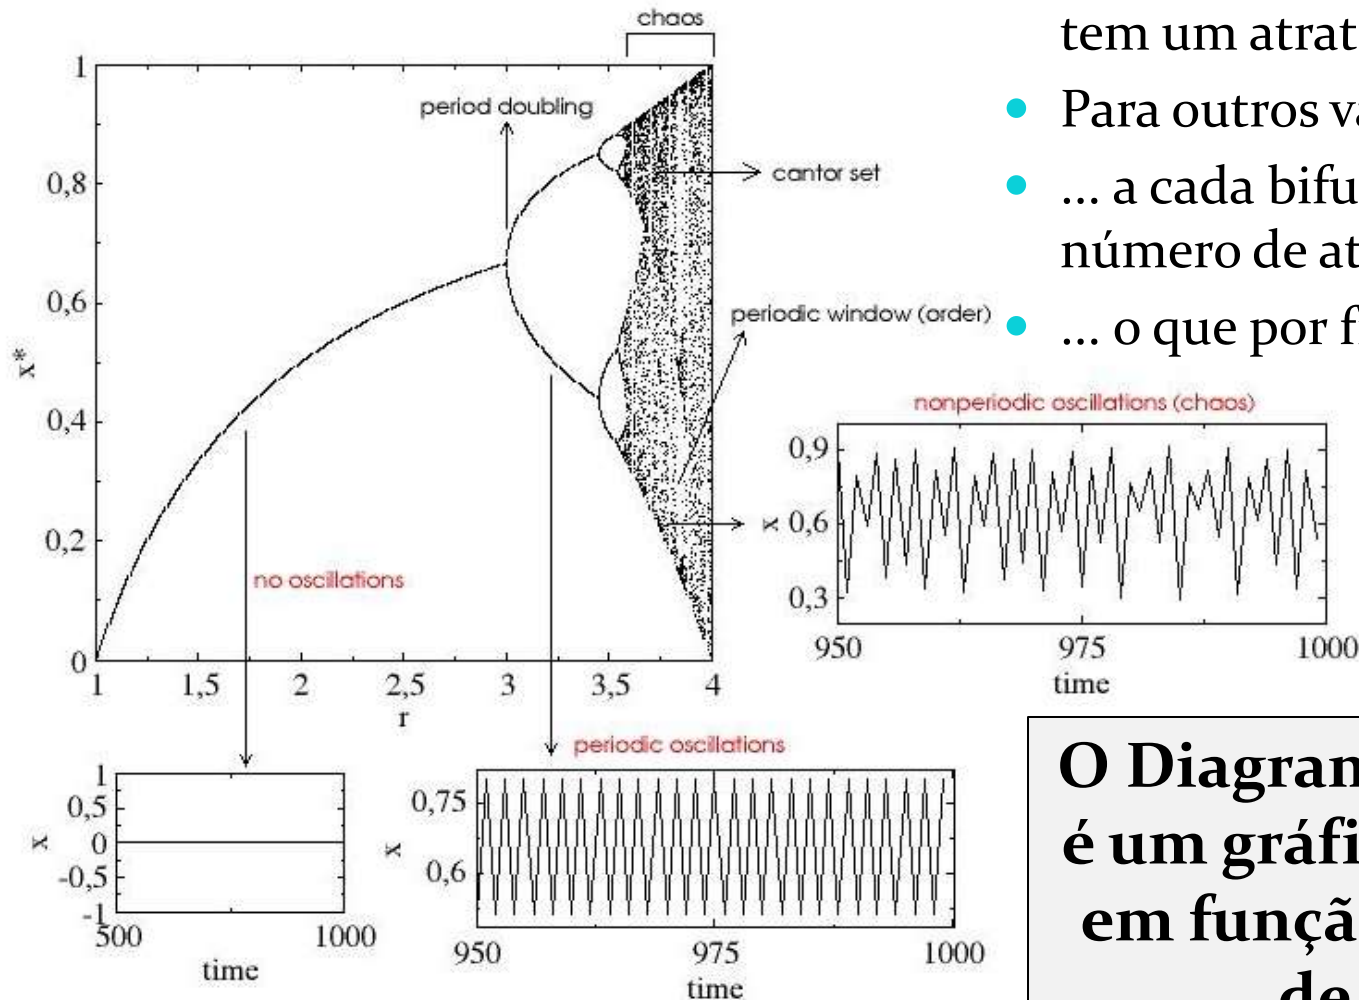 chaos
1
0,8
0,6
0,4
0,2
0
x*
1
1,5
2
2,5
3
3,5
4
r
period doubling
cantor set
periodic window (order)
no oscillations
tem um atrat
• Para outros va
• ... a cada bifu
número de at
• ... o que por f
nonperiodic oscillations (chaos)
0,9
0,6
0,3
x
950
975
1000
time
1
0,5
0
-0,5
-1
x
500
1000
time
periodic oscillations
0,75
0,6
x
950
975
1000
time
O Diagran
é um gráfi
em funçã
de